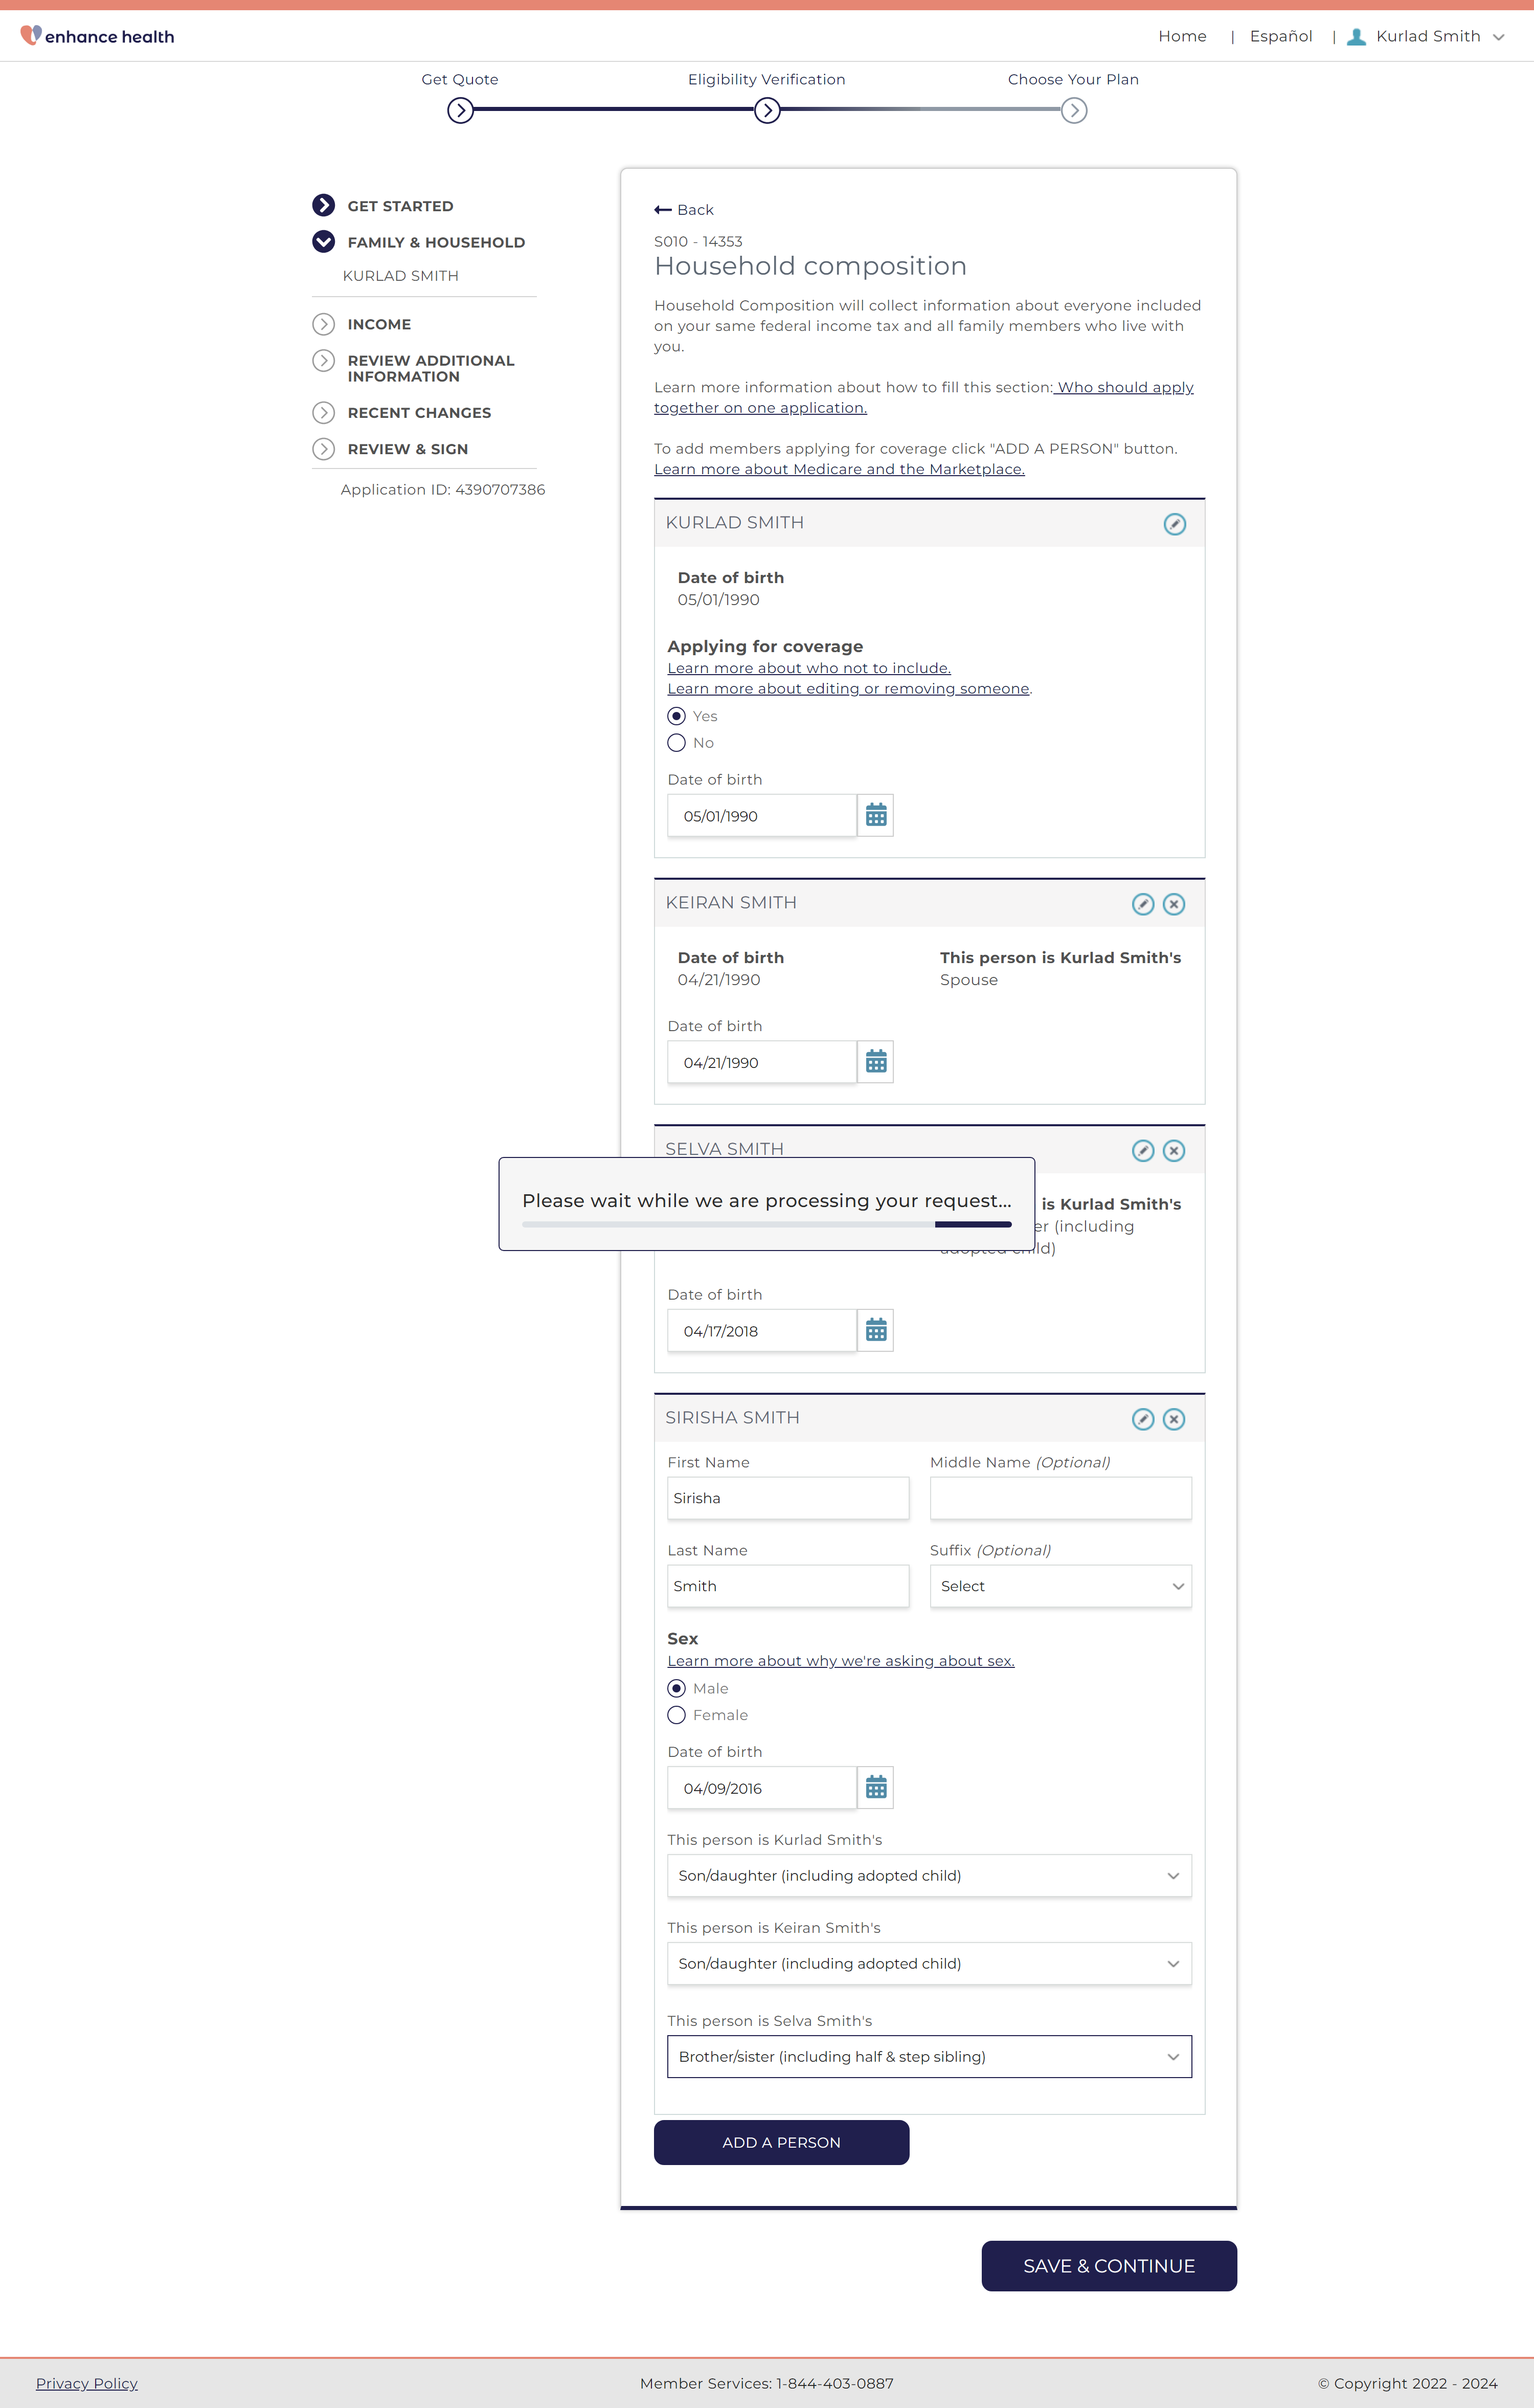 enhance health
Home | Español | Kurlad Smith
Get Quote
Eligibility Verification
Choose Your Plan
GET STARTED
FAMILY & HOUSEHOLD
KURLAD SMITH
INCOME
REVIEW ADDITIONAL
INFORMATION
RECENT CHANGES
REVIEW & SIGN
Application ID: 4390707386
Back
S010 - 14353
Household composition
Household Composition will collect information about everyone included
on your same federal income tax and all family members who live with
you.
Learn more information about how to fill this section: Who should apply
together on one application.
To add members applying for coverage click "ADD A PERSON" button.
Learn more about Medicare and the Marketplace.
KURLAD SMITH
Date of birth
05/01/1990
Applying for coverage
Learn more about who not to include.
Learn more about editing or removing someone.
Yes
No
Date of birth
05/01/1990
KEIRAN SMITH
Date of birth
04/21/1990
This person is Kurlad Smith's
Spouse
Date of birth
04/21/1990
SELVA SMITH
Please wait while we are processing your request...
is Kurlad Smith's
er (including
adopted child)
Date of birth
04/17/2018
SIRISHA SMITH
First Name
Sirisha
Middle Name (Optional)
Last Name
Smith
Suffix (Optional)
Select
Sex
Learn more about why we're asking about sex.
Male
Female
Date of birth
04/09/2016
This person is Kurlad Smith's
Son/daughter (including adopted child)
This person is Keiran Smith's
Son/daughter (including adopted child)
This person is Selva Smith's
Brother/sister (including half & step sibling)
ADD A PERSON
SAVE & CONTINUE
Privacy Policy
Member Services: 1-844-403-0887
© Copyright 2022 - 2024